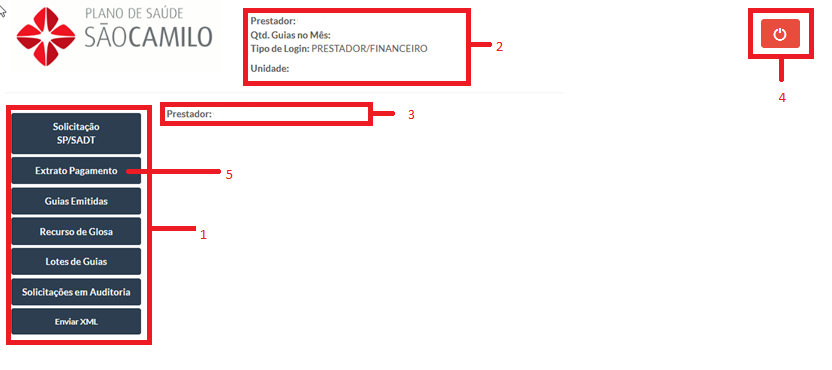 PLANO DE SAÚDE
SÃOCAMILO
Prestador:
Qtd. Guias no Mês:
Tipo de Login: PRESTADOR/FINANCEIRO
Unidade:
2
4
Prestador:
3
Solicitação
SP/SADT
Extrato Pagamento
5
Guias Emitidas
Recurso de Glosa
1
Lotes de Guias
Solicitações em Auditoria
Enviar XML